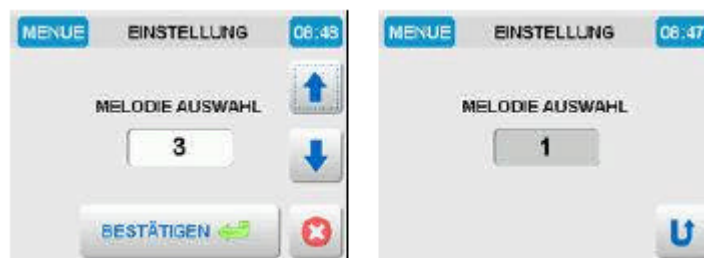 MENUE EINSTELLUNG 06:48
MELODIE AUSWAHL
3
BESTÄTIGEN
MENUE EINSTELLUNG 06:47
MELODIE AUSWAHL
1